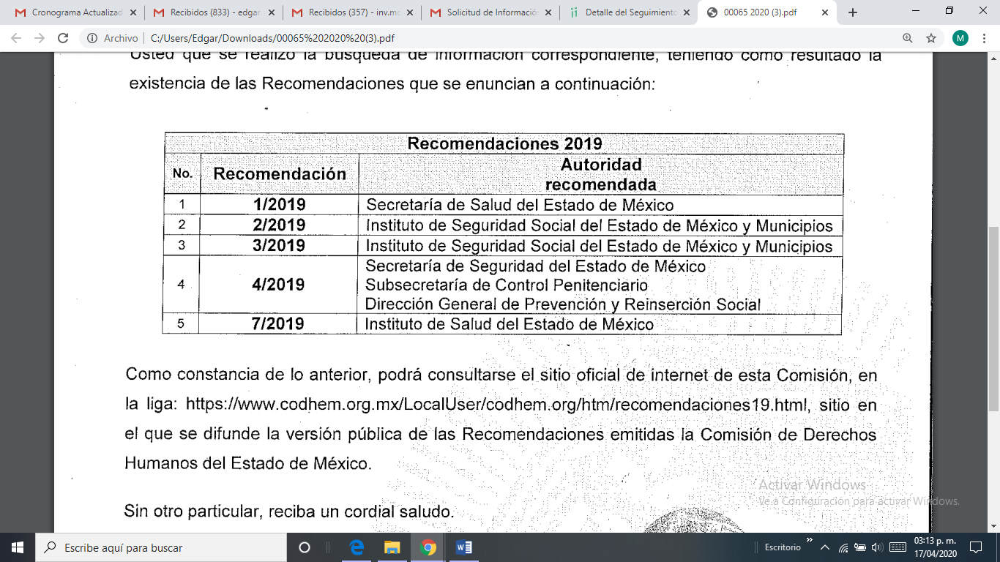 Cronograma Actualizad
Recibidos (833) - edgar.
Recibidos (357) - inv.mc
Solicitud de Informació
Detalle del Seguimiento
00065 2020 (3).pdf
Archivo
C:/Users/Edgar/Downloads/00065%202020%20(3).pdf
M
Usted que se realizó la búsqueda de información correspondiente, teniendo como resultado la
existencia de las Recomendaciones que se enuncian a continuación:
Recomendaciones 2019
No. Recomendación Autoridad
recomendada
1 1/2019 Secretaría de Salud del Estado de México
2 2/2019 Instituto de Seguridad Social del Estado de México y Municipios
3 3/2019 Instituto de Seguridad Social del Estado de México y Municipios
Secretaría de Seguridad del Estado de México
4 4/2019 Subsecretaría de Control Penitenciario
Dirección General de Prevención y Reinserción Social
5 7/2019 Instituto de Salud del Estado de México
Como constancia de lo anterior, podrá consultarse el sitio oficial de internet de esta Comisión, en
la liga: https://www.codhem.org.mx/LocalUser/codhem.org/htm/recomendaciones19.html, sitio en
el que se difunde la versión pública de las Recomendaciones emitidas la Comisión de Derechos
Humanos del Estado de México.
Sin otro particular, reciba un cordial saludo.
Activar Windows
Ve a Configuración para activar Windows.
Escribe aquí para buscar
Escritorio
03:13 p. m.
17/04/2020